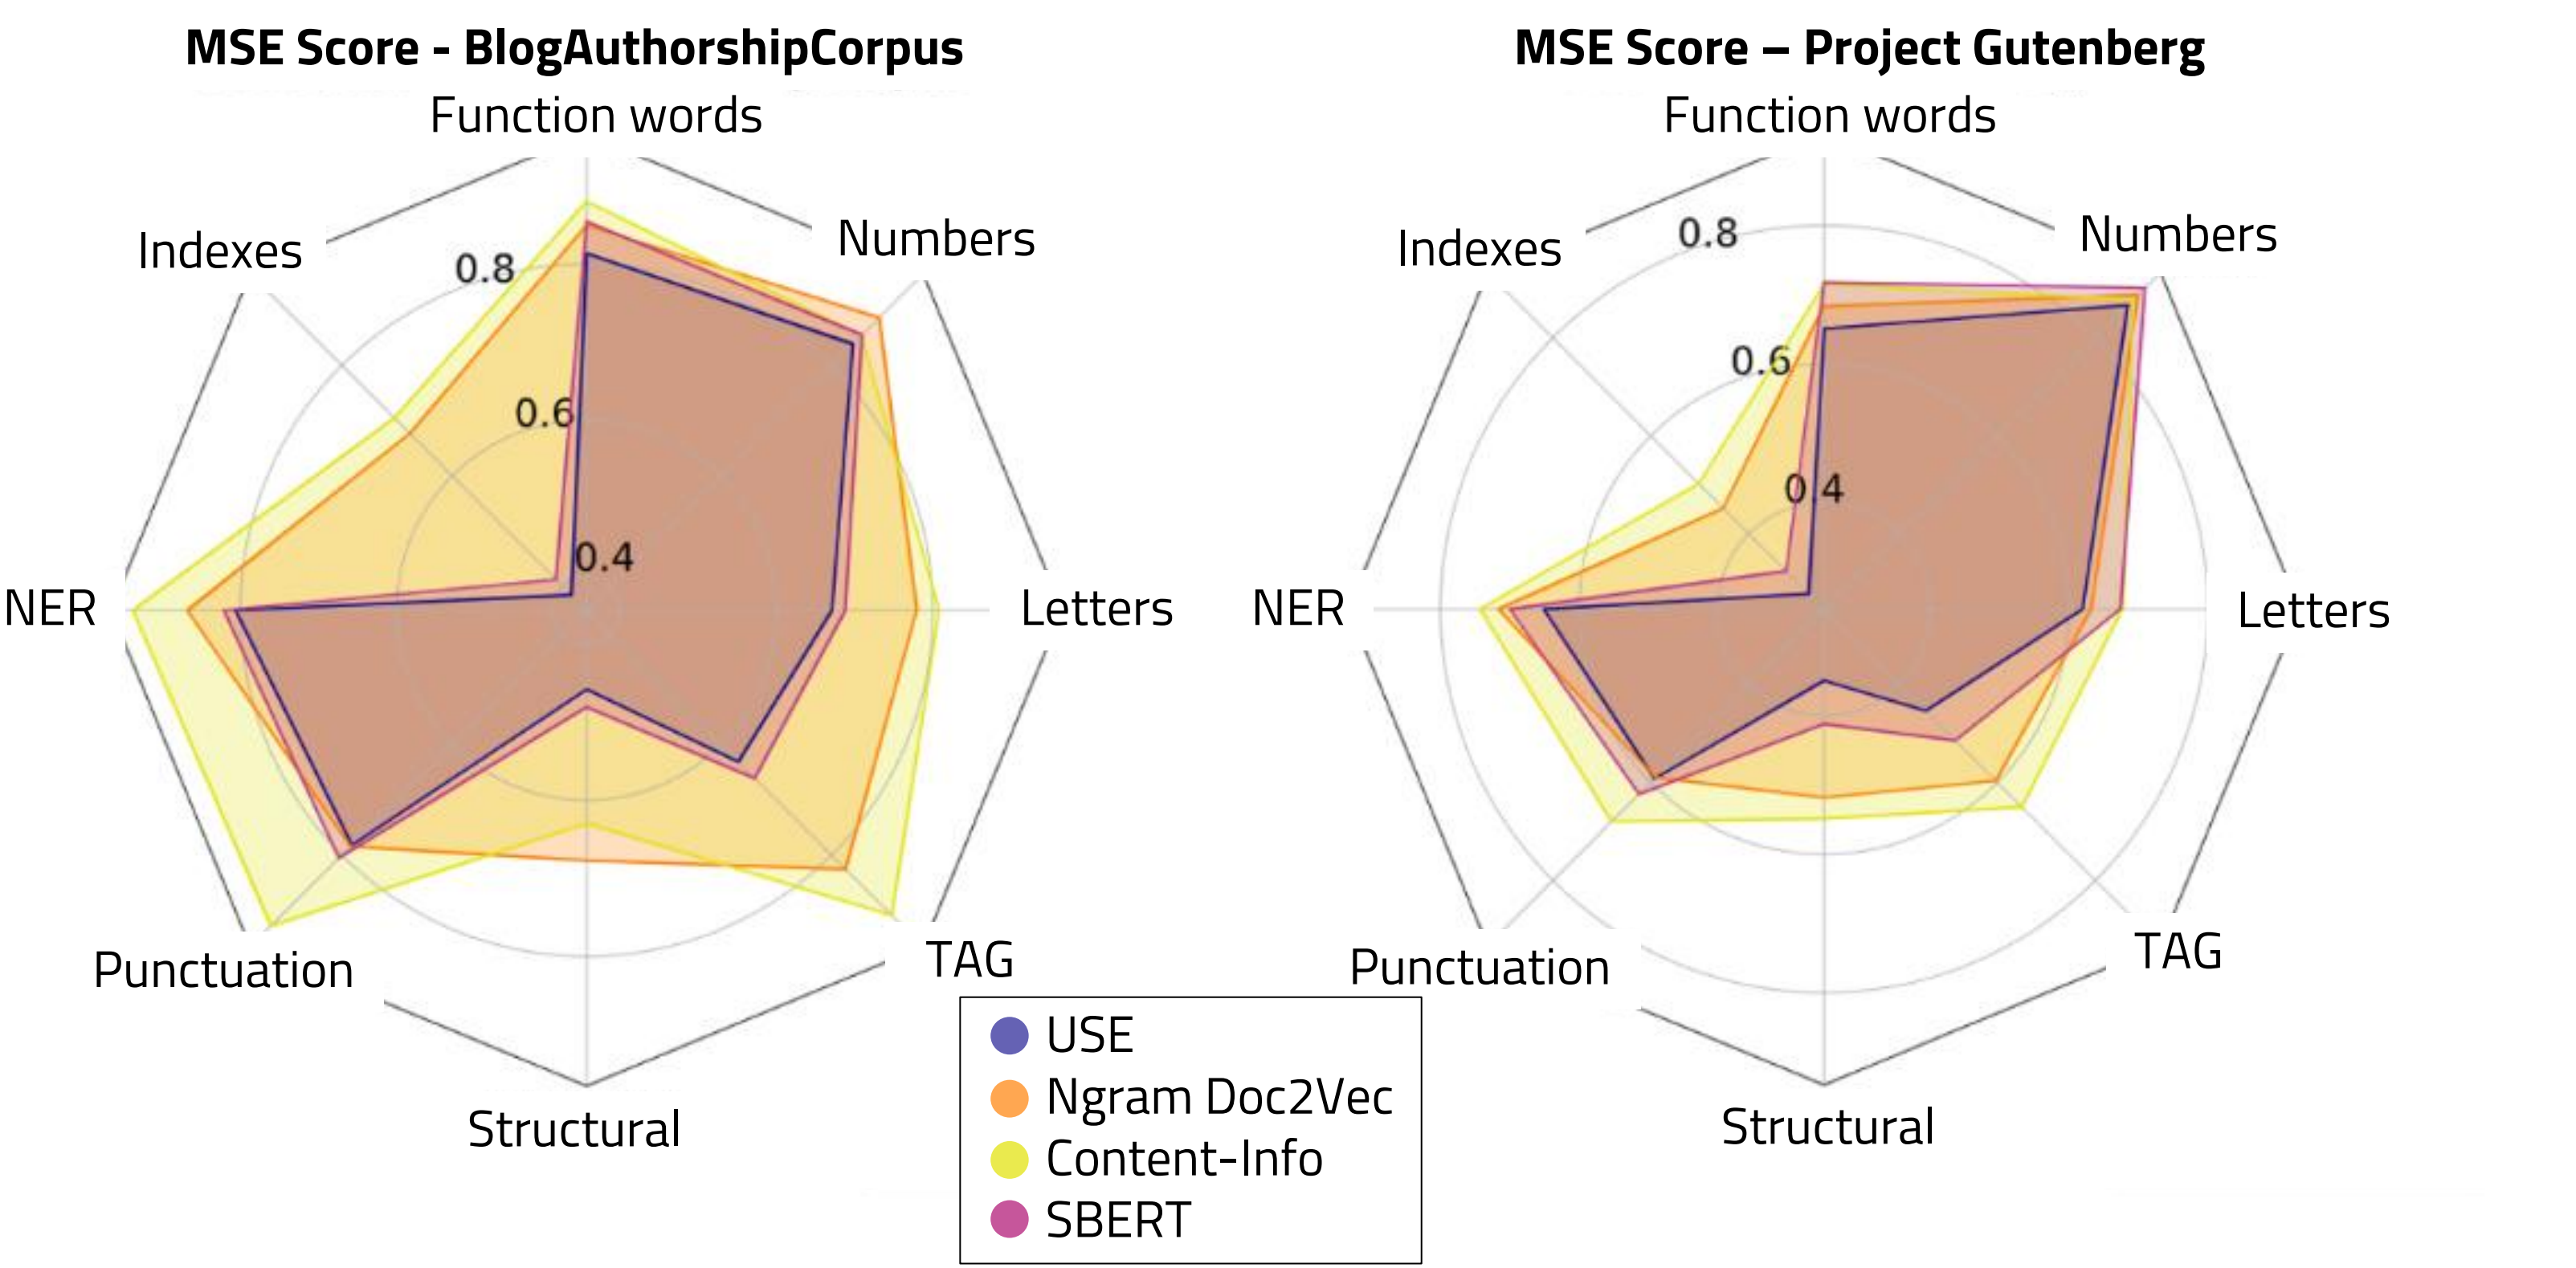 MSE Score - BlogAuthorshipCorpus
Function words
Numbers
Indexes
0.8
0.6
0.4
NER
Letters
Punctuation
TAG
Structural
MSE Score – Project Gutenberg
Function words
Numbers
Indexes
0.8
0.6
0.4
NER
Letters
Punctuation
TAG
Structural
USE
Ngram Doc2Vec
Content-Info
SBERT